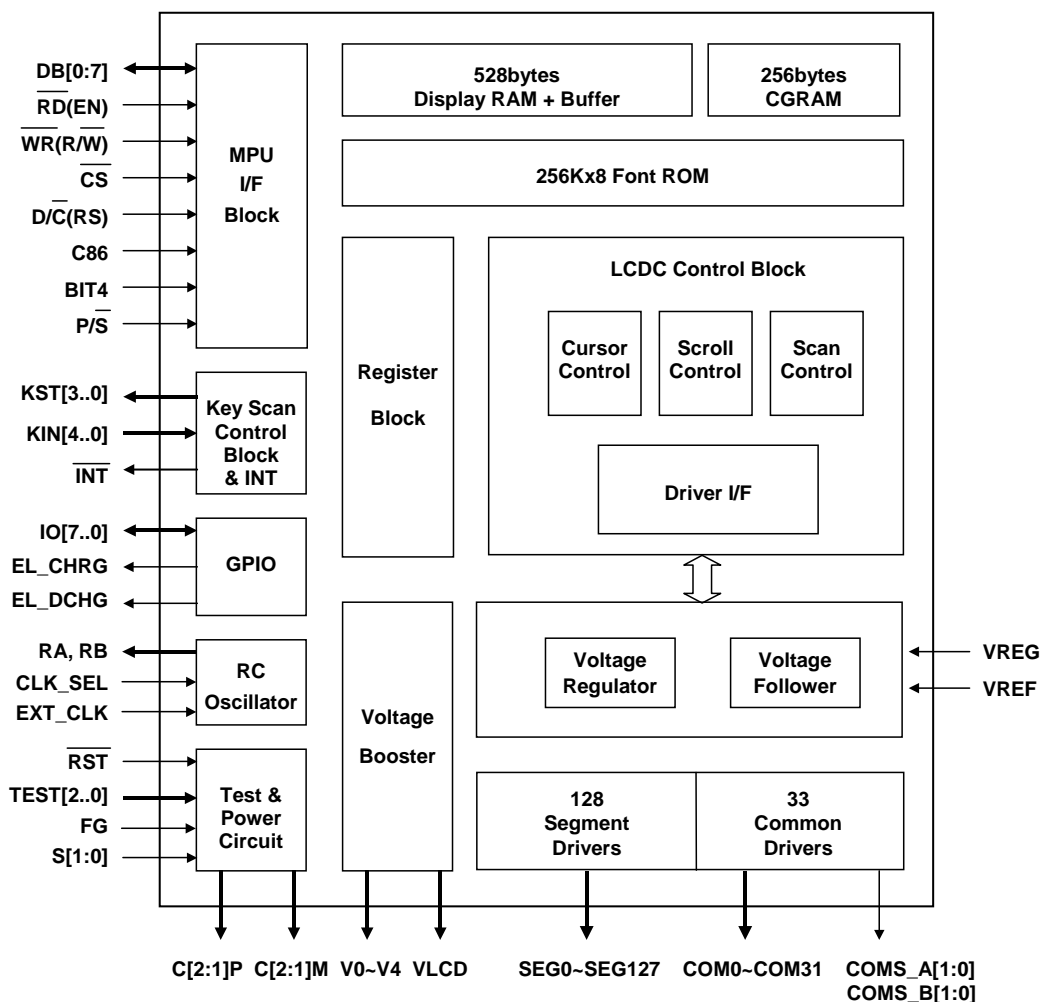 DB[0:7]
RD(EN)
WR(R/W)
CS
D/C(RS)
C86
BIT4
P/S
MPU
I/F
Block
528bytes
Display RAM + Buffer
256bytes
CGRAM
256Kx8 Font ROM
Register
Block
LCDC Control Block
Cursor
Control
Scroll
Control
Scan
Control
Driver I/F
KST[3..0]
KIN[4..0]
INT
Key Scan
Control
Block
& INT
IO[7..0]
EL_CHRG
EL_DCHG
GPIO
RA, RB
CLK_SEL
EXT_CLK
RC
Oscillator
Voltage
Booster
Voltage
Regulator
Voltage
Follower
VREG
VREF
RST
TEST[2..0]
FG
S[1:0]
Test &
Power
Circuit
128
Segment
Drivers
33
Common
Drivers
C[2:1]P
C[2:1]M
V0~V4
VLCD
SEG0~SEG127
COM0~COM31
COMS_A[1:0]
COMS_B[1:0]